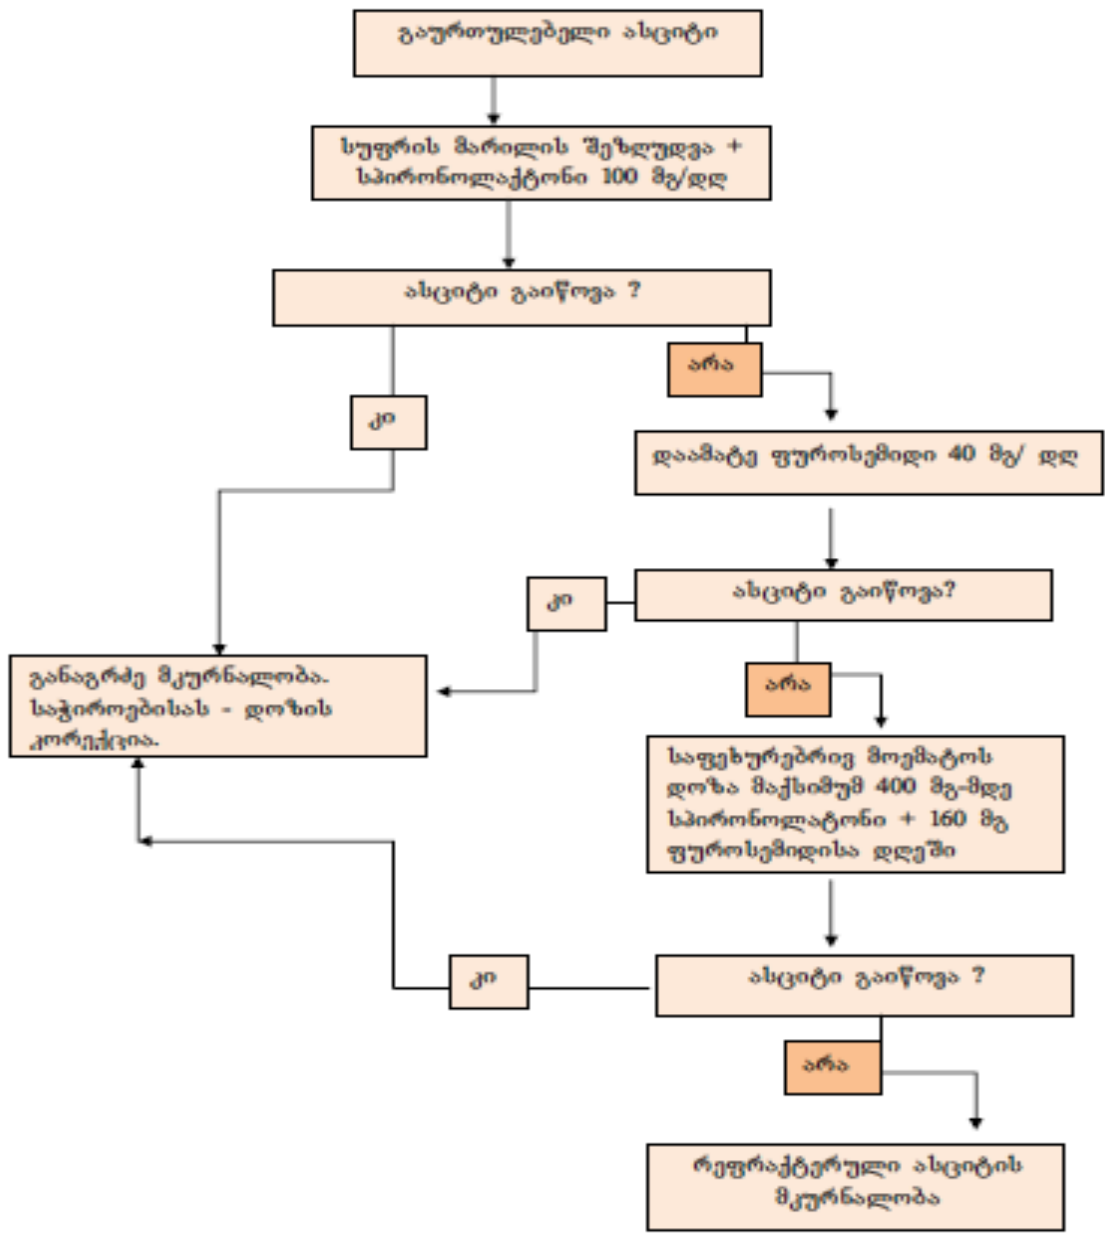 გაურთულებელი ასციტი
სუფრის მარილის შეზღუდვა +
სპირონოლაქტონი 100 მგ/დღ
ასციტი გაიწოვა ?
არა
კი
დაამატე ფუროსემიდი 40 მგ/ დღ
ასციტი გაიწოვა?
კი
განაგრძე მკურნალობა.
საჭიროებისას - დოზის
კორექცია.
არა
საფეხურებრივ მოემატოს
დოზა მაქსიმუმ 400 მგ-მდე
სპირონოლატონი + 160 მგ
ფუროსემიდისა დღეში
ასციტი გაიწოვა ?
კი
არა
რეფრაქტერული ასციტის
მკურნალობა